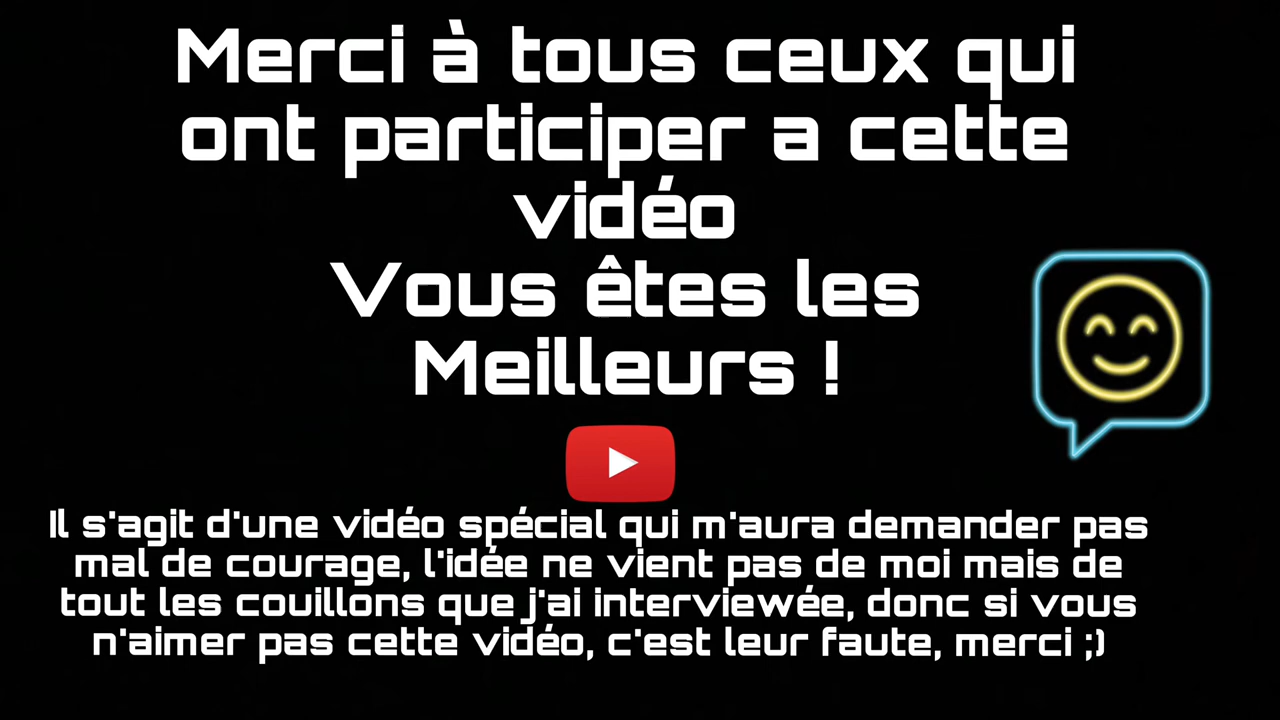 Merci à tous ceux qui
ont participer a cette
vidéo
Vous êtes les
Meilleurs !
Il s'agit d'une vidéo spécial qui m'aura demander pas
mal de courage, l'idée ne vient pas de moi mais de
tout les couillons que j'ai interviewée, donc si vous
n'aimer pas cette vidéo, c'est leur faute, merci ;)